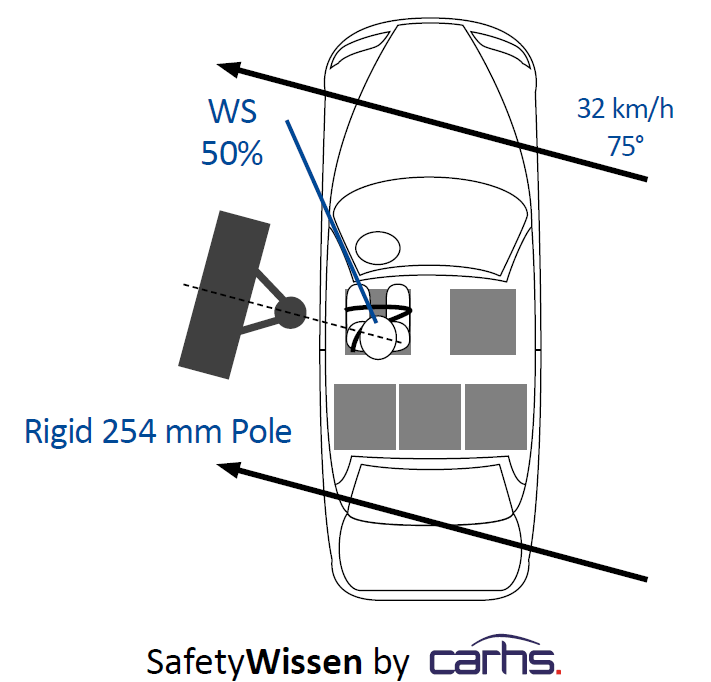 WS
50%
32 km/h
75°
Rigid 254 mm Pole
SafetyWissen by carhs.